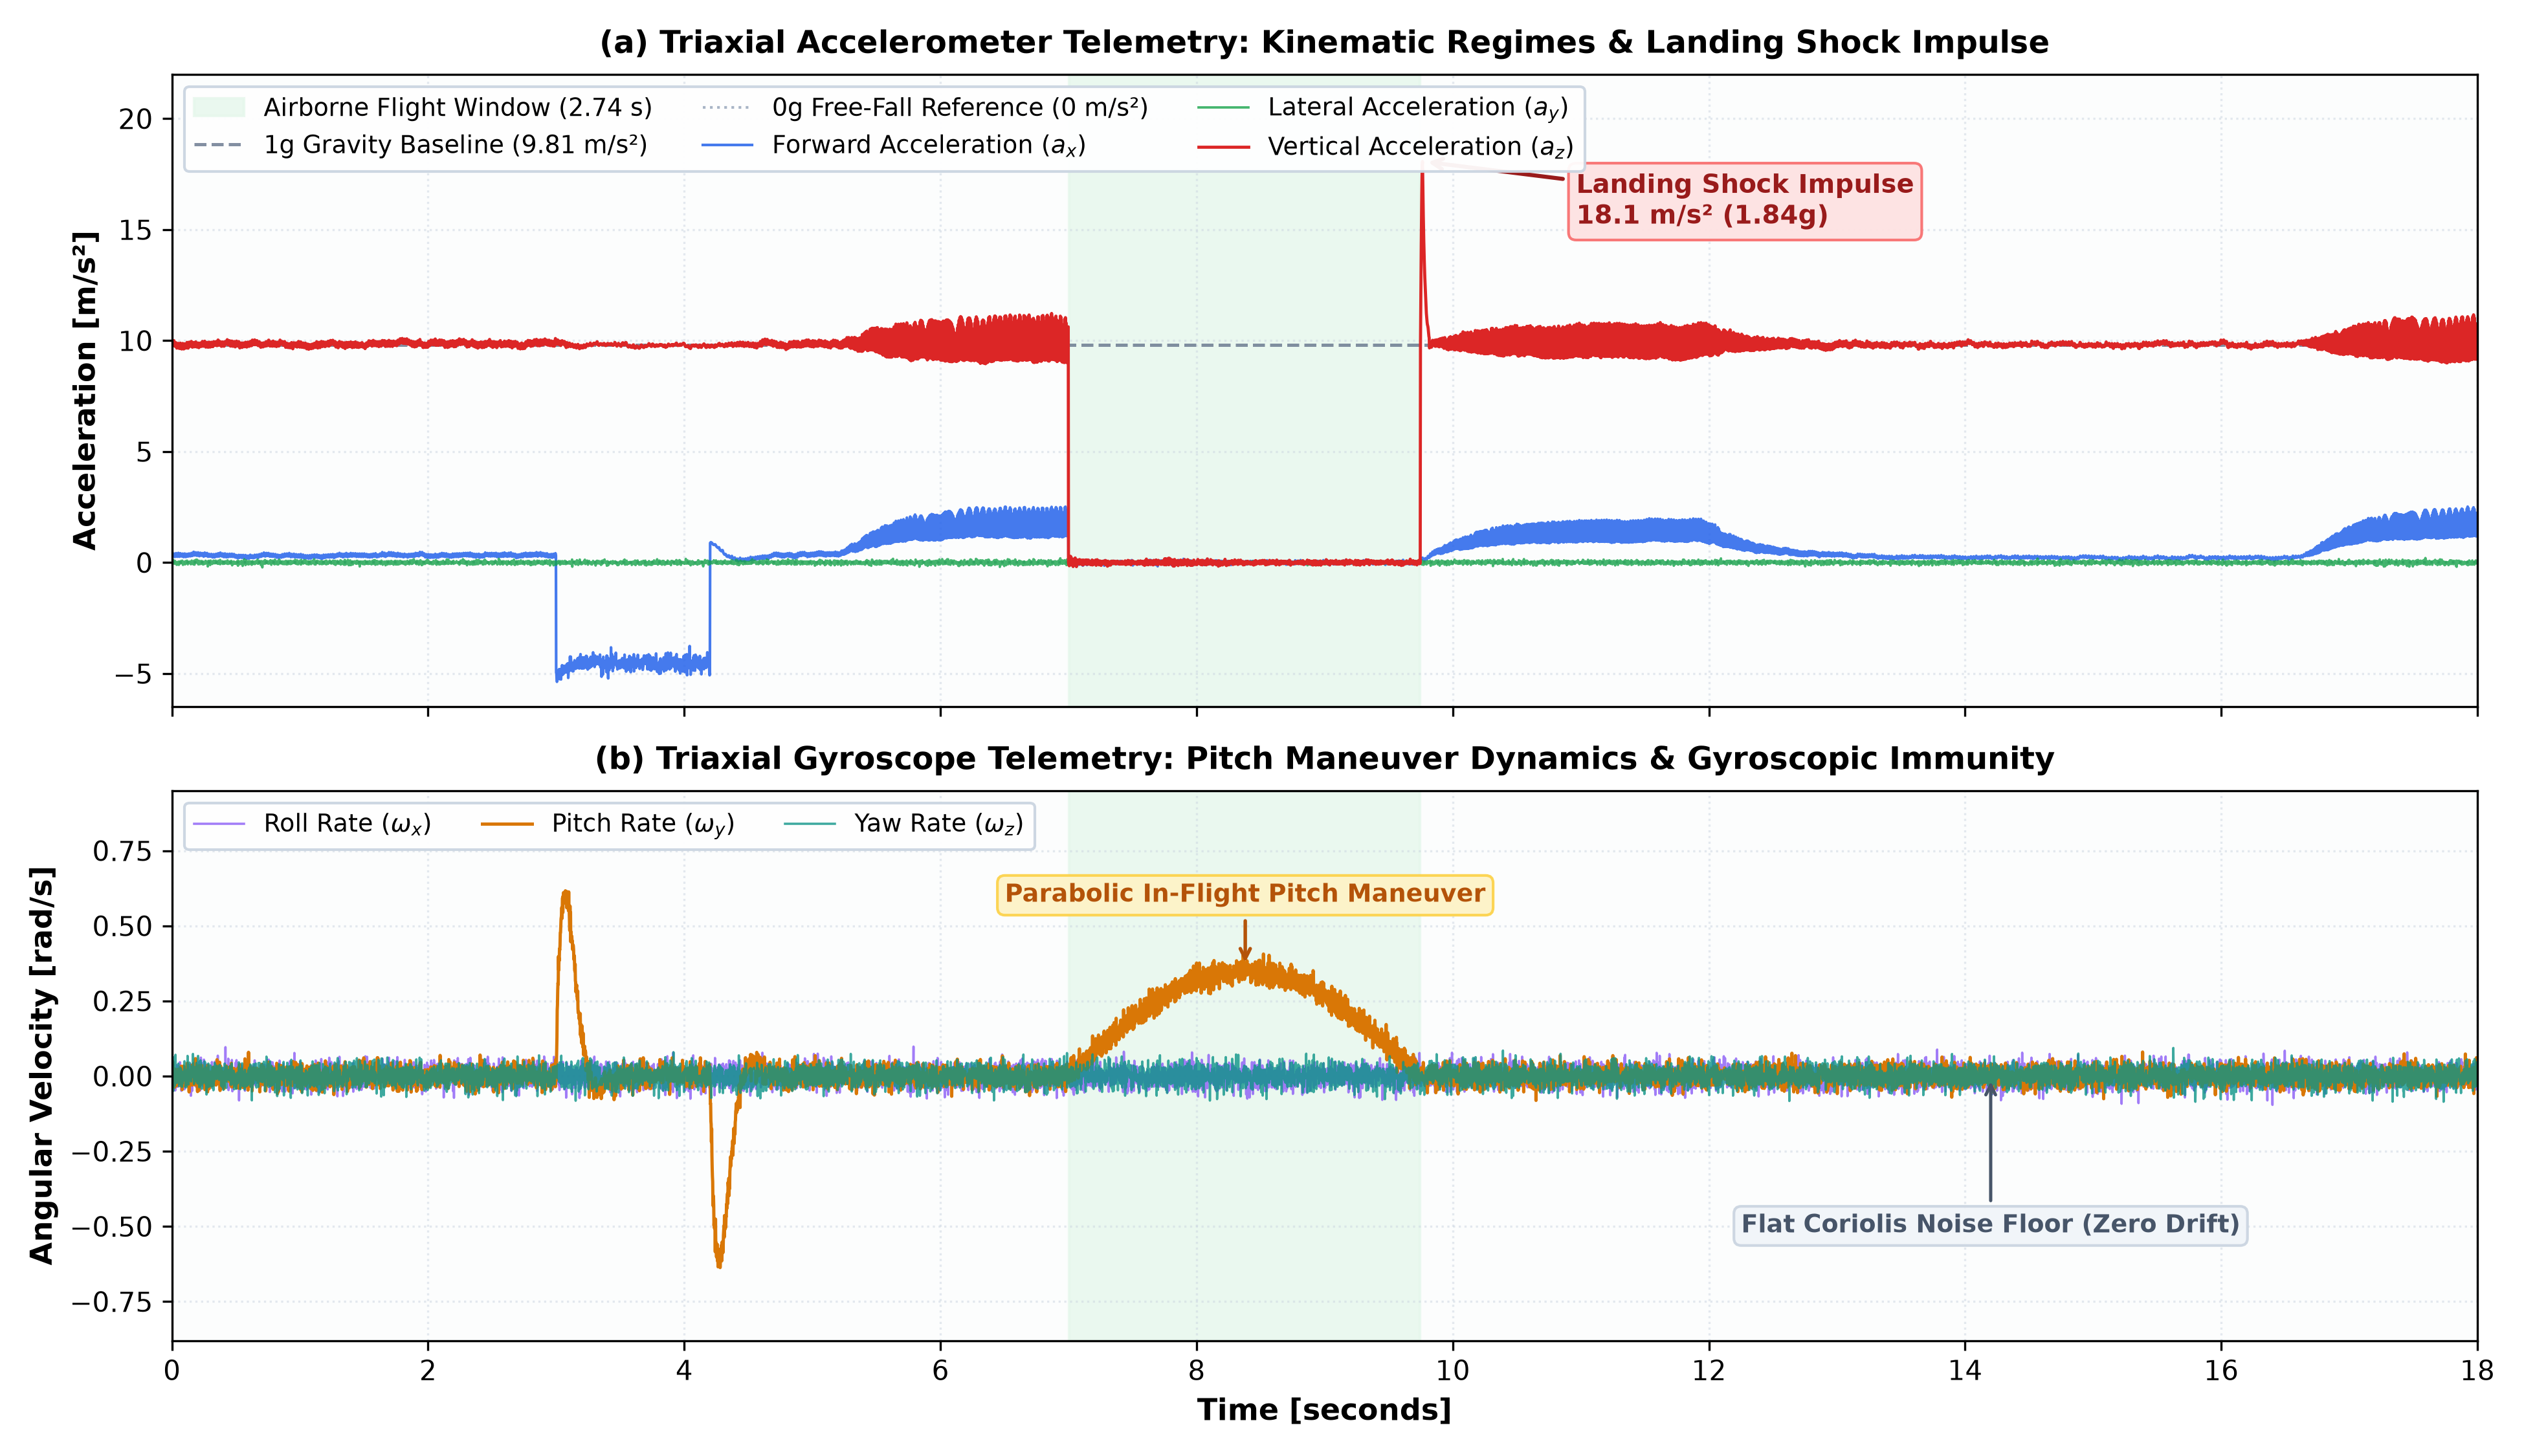 (a) Triaxial Accelerometer Telemetry: Kinematic Regimes & Landing Shock Impulse
Airborne Flight Window (2.74 s)
1g Gravity Baseline (9.81 m/s²)
0g Free-Fall Reference (0 m/s²)
Forward Acceleration (aₓ)
Lateral Acceleration (a_y)
Vertical Acceleration (a_z)
Landing Shock Impulse
18.1 m/s² (1.84g)
Acceleration [m/s²]
20
15
10
5
0
−5
(b) Triaxial Gyroscope Telemetry: Pitch Maneuver Dynamics & Gyroscopic Immunity
Roll Rate (ωₓ)
Pitch Rate (ω_y)
Yaw Rate (ω_z)
Parabolic In-Flight Pitch Maneuver
Flat Coriolis Noise Floor (Zero Drift)
Angular Velocity [rad/s]
0.75
0.50
0.25
0.00
−0.25
−0.50
−0.75
0 2 4 6 8 10 12 14 16 18
Time [seconds]